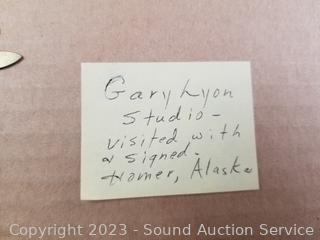 Gary Lyon
Studio -
visited with
& signed.
Homer, Alaska
Copyright 2023 - Sound Auction Service